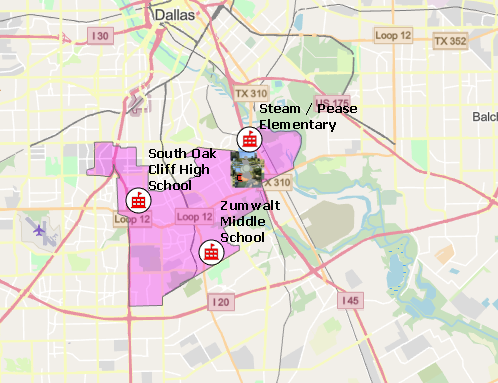 Dallas
I 30
Loop 12
TX 352
TX 310
US 175
Steam / Pease
Elementary
Balch
South Oak
Cliff High
School
TX 310
Zumwalt
Middle
School
Loop 12
Loop 12
I 20
I 45